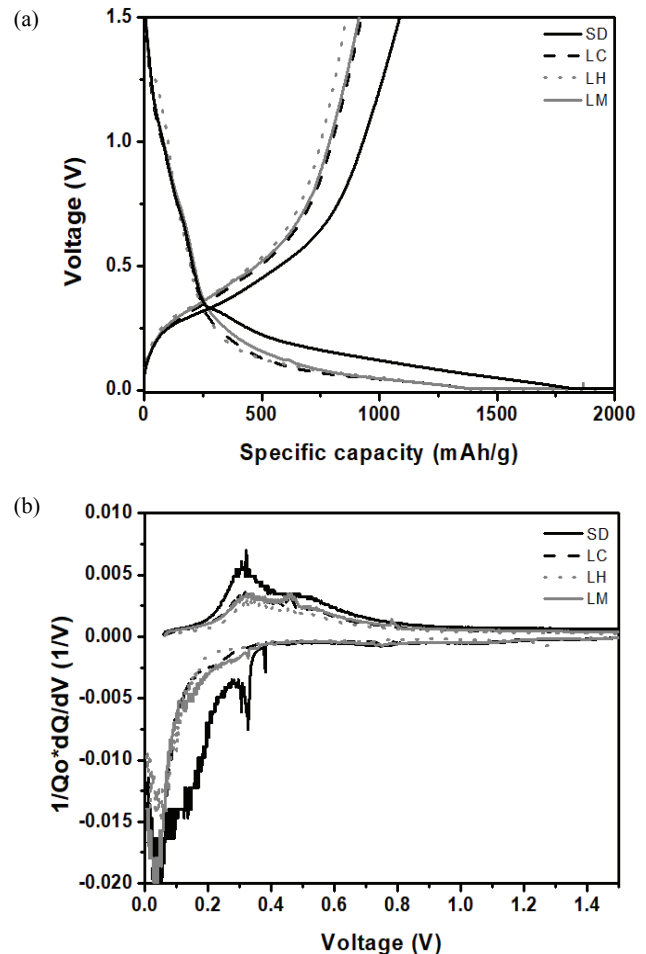 (a)
1.5
1.0
0.5
0.0
Voltage (V)
SD
LC
LH
LM
0 500 1000 1500 2000
Specific capacity (mAh/g)
(b)
0.010
0.005
0.000
-0.005
-0.010
-0.015
-0.020
1/Qo*dQ/dV (1/V)
SD
LC
LH
LM
0.0 0.2 0.4 0.6 0.8 1.0 1.2 1.4
Voltage (V)